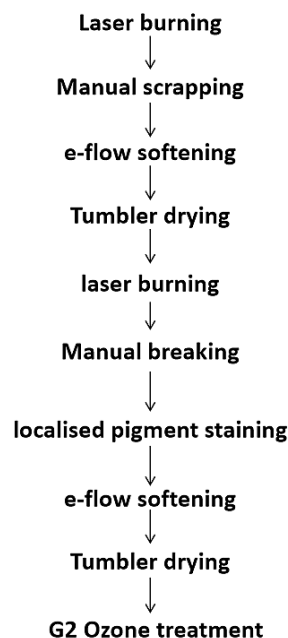 Laser burning
Manual scrapping
e-flow softening
Tumbler drying
laser burning
Manual breaking
localised pigment staining
e-flow softening
Tumbler drying
G2 Ozone treatment